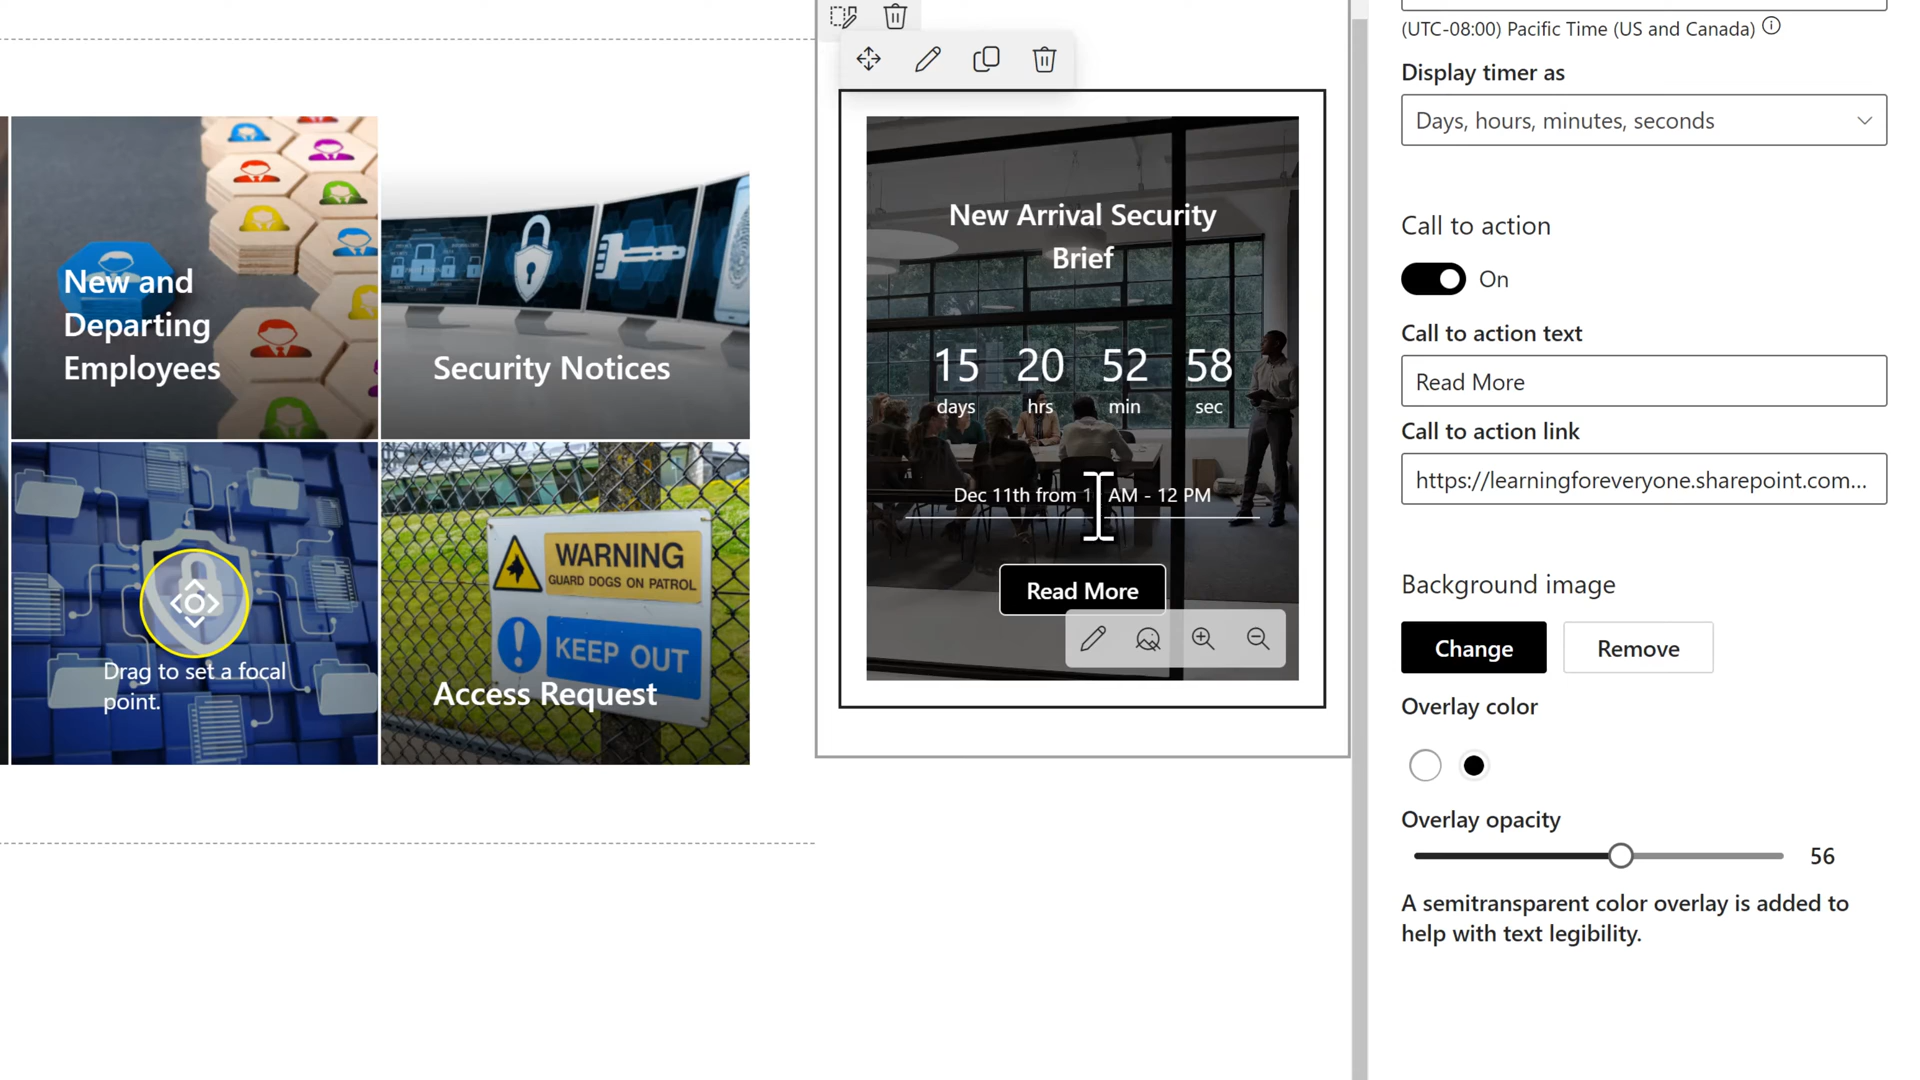 New and
Departing
Employees
Security Notices
Drag to set a focal
point.
WARNING
GUARD DOGS ON PATROL
KEEP OUT
Access Request
New Arrival Security
Brief
15 20 52 58
days hrs min sec
Dec 11th from AM - 12 PM
Read More
(UTC-08:00) Pacific Time (US and Canada)
Display timer as
Days, hours, minutes, seconds
Call to action
On
Call to action text
Read More
Call to action link
https://learningforeveryone.sharepoint.com...
Background image
Change Remove
Overlay color
Overlay opacity
56
A semitransparent color overlay is added to
help with text legibility.